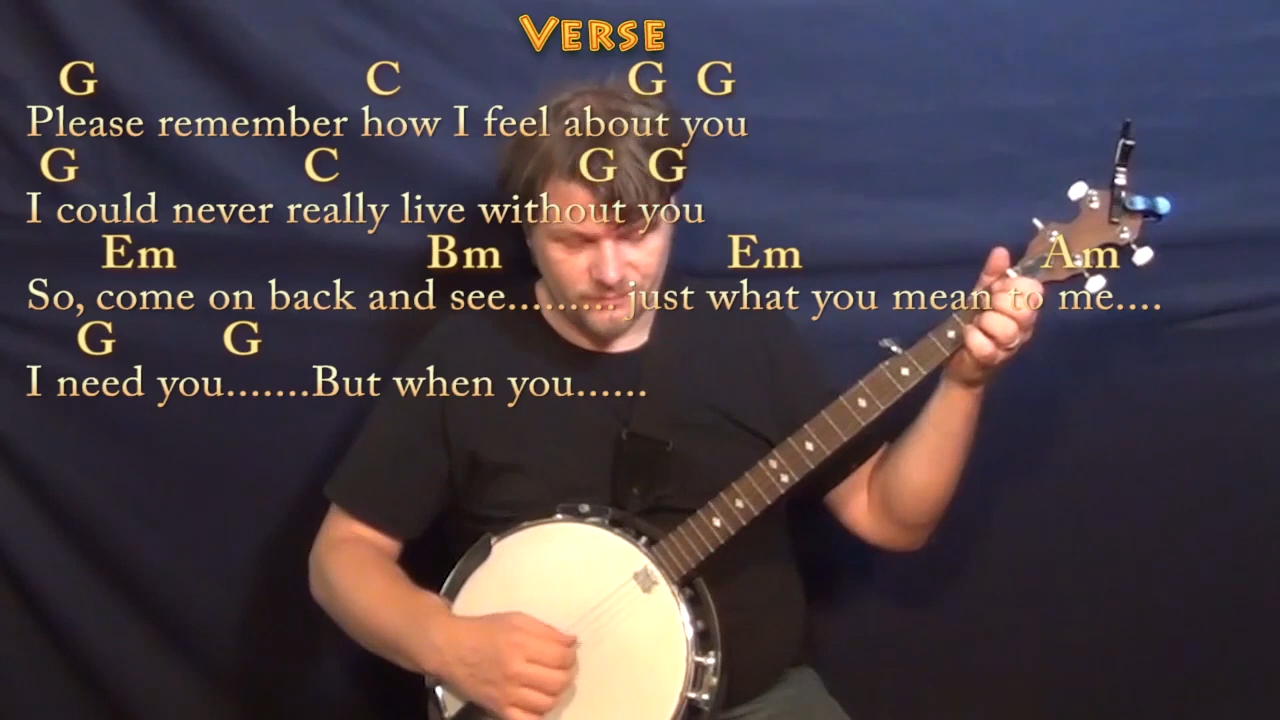 VERSE
G C G G
Please remember how I feel about you
G C G G
I could never really live without you
Em Bm Em Am
So, come on back and see......... just what you mean to me....
G G
I need you.......But when you......